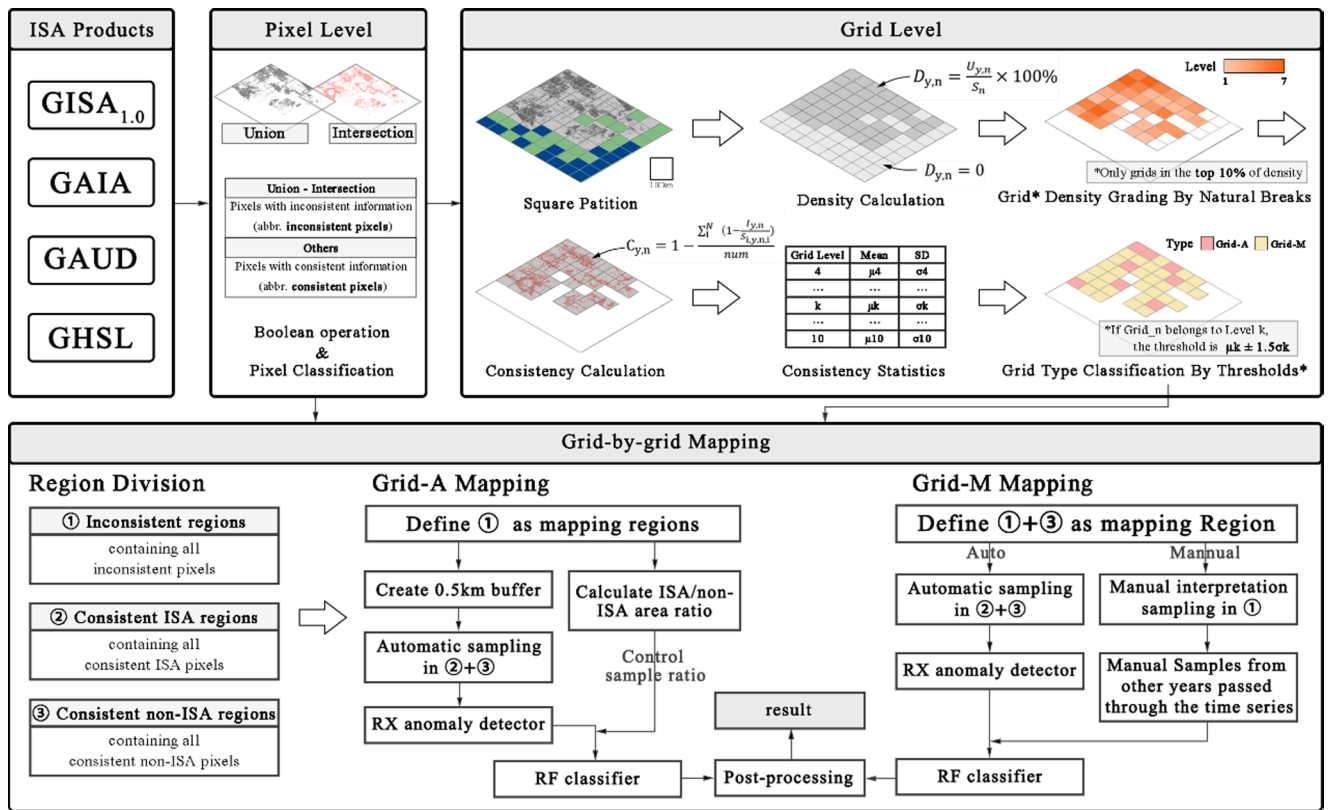 ISA Products
GISA1.0
GAIA
GAUD
GHSL
Pixel Level
Union
Intersection
Union - Intersection
Pixels with inconsistent information
(abbr. inconsistent pixels)
Others
Pixels with consistent information
(abbr. consistent pixels)
Boolean operation
&
Pixel Classification
Grid Level
Square Patition
D_y,n = U_y,n / S_n × 100%
D_y,n = 0
Density Calculation
Level
1 7
*Only grids in the top 10% of density
Grid* Density Grading By Natural Breaks
C_y,n = 1 − ∑_i^N (1−I_y,n/S_i,y,n,i) / num
Consistency Calculation
Grid Level Mean SD
4 μ4 σ4
... ... ...
k μk σk
... ... ...
10 μ10 σ10
Consistency Statistics
Type Grid-A Grid-M
*If Grid_n belongs to Level k,
the threshold is μk ± 1.5σk
Grid Type Classification By Thresholds*
Grid-by-grid Mapping
Region Division
① Inconsistent regions
containing all
inconsistent pixels
② Consistent ISA regions
containing all
consistent ISA pixels
③ Consistent non-ISA regions
containing all
consistent non-ISA pixels
Grid-A Mapping
Define ① as mapping regions
Create 0.5km buffer
Automatic sampling
in ②+③
RX anomaly detector
Calculate ISA/non-
ISA area ratio
Control
sample ratio
RF classifier
Post-processing
result
Grid-M Mapping
Define ①+③ as mapping Region
Auto
Mannual
Automatic sampling
in ②+③
RX anomaly detector
Manual interpretation
sampling in ①
Manual Samples from
other years passed
through the time series
RF classifier